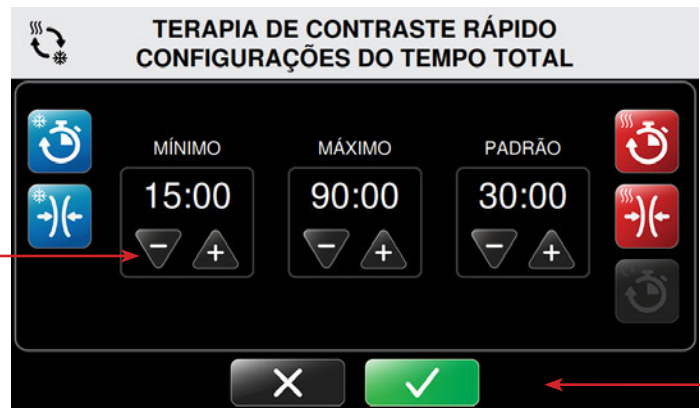 TERAPIA DE CONTRASTE RÁPIDO
CONFIGURAÇÕES DO TEMPO TOTAL
MÍNIMO MÁXIMO PADRÃO
15:00 90:00 30:00